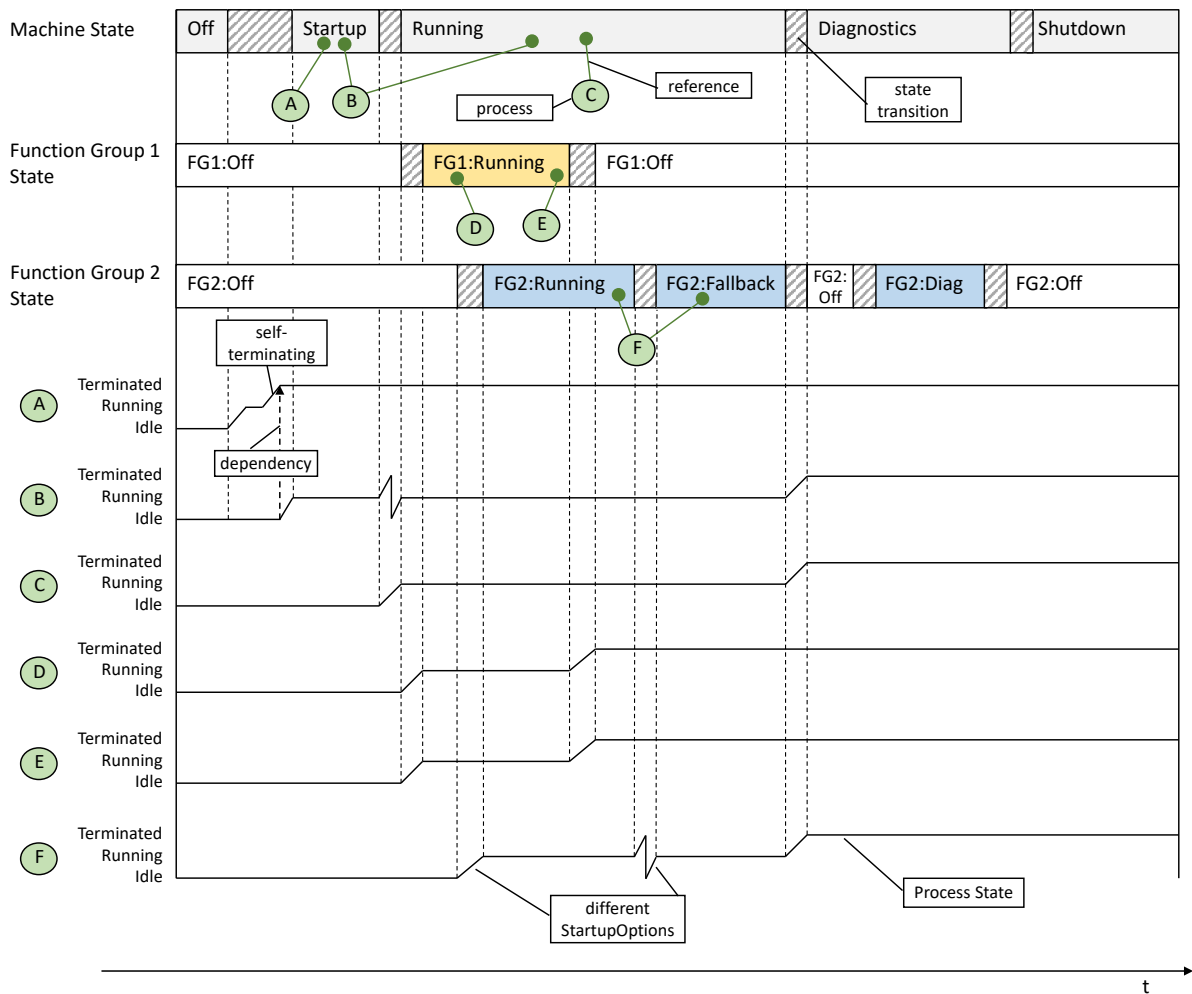 Machine State
Off
Startup
Running
Diagnostics
Shutdown
A
B
C
process
reference
state
transition
Function Group 1
State
FG1:Off
FG1:Running
FG1:Off
D
E
Function Group 2
State
FG2:Off
FG2:Running
FG2:Fallback
FG2:
Off
FG2:Diag
FG2:Off
self-
terminating
F
A
Terminated
Running
Idle
dependency
B
Terminated
Running
Idle
C
Terminated
Running
Idle
D
Terminated
Running
Idle
E
Terminated
Running
Idle
F
Terminated
Running
Idle
different
StartupOptions
Process State
t